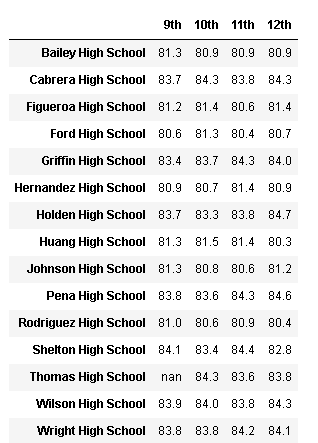 9th 10th 11th 12th
Bailey High School 81.3 80.9 80.9 80.9
Cabrera High School 83.7 84.3 83.8 84.3
Figueroa High School 81.2 81.4 80.6 81.4
Ford High School 80.6 81.3 80.4 80.7
Griffin High School 83.4 83.7 84.3 84.0
Hernandez High School 80.9 80.7 81.4 80.9
Holden High School 83.7 83.3 83.8 84.7
Huang High School 81.3 81.5 81.4 80.3
Johnson High School 81.3 80.8 80.6 81.2
Pena High School 83.8 83.6 84.3 84.6
Rodriguez High School 81.0 80.6 80.9 80.4
Shelton High School 84.1 83.4 84.4 82.8
Thomas High School nan 84.3 83.6 83.8
Wilson High School 83.9 84.0 83.8 84.3
Wright High School 83.8 83.8 84.2 84.1